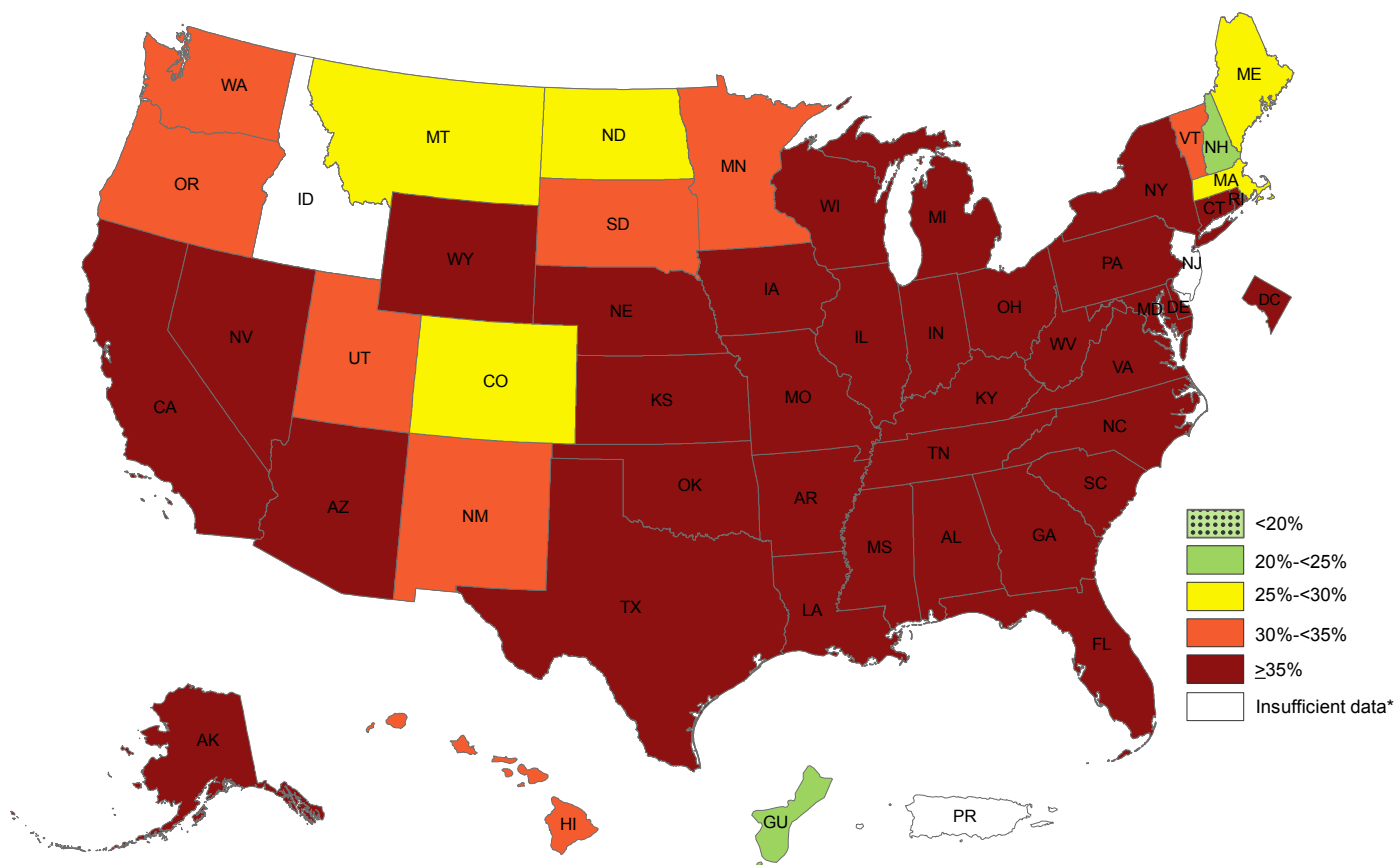 WA
MT
ND
MN
ME
VT
NH
OR
ID
SD
WI
MI
NY
MA
CT
RI
WY
IA
PA
NJ
NE
OH
MD
DE
DC
NV
UT
CO
IL
IN
WV
VA
CA
KS
MO
KY
NC
AZ
NM
OK
AR
TN
SC
MS
AL
GA
TX
LA
FL
AK
HI
GU
PR
<20%
20%-<25%
25%-<30%
30%-<35%
≥35%
Insufficient data*